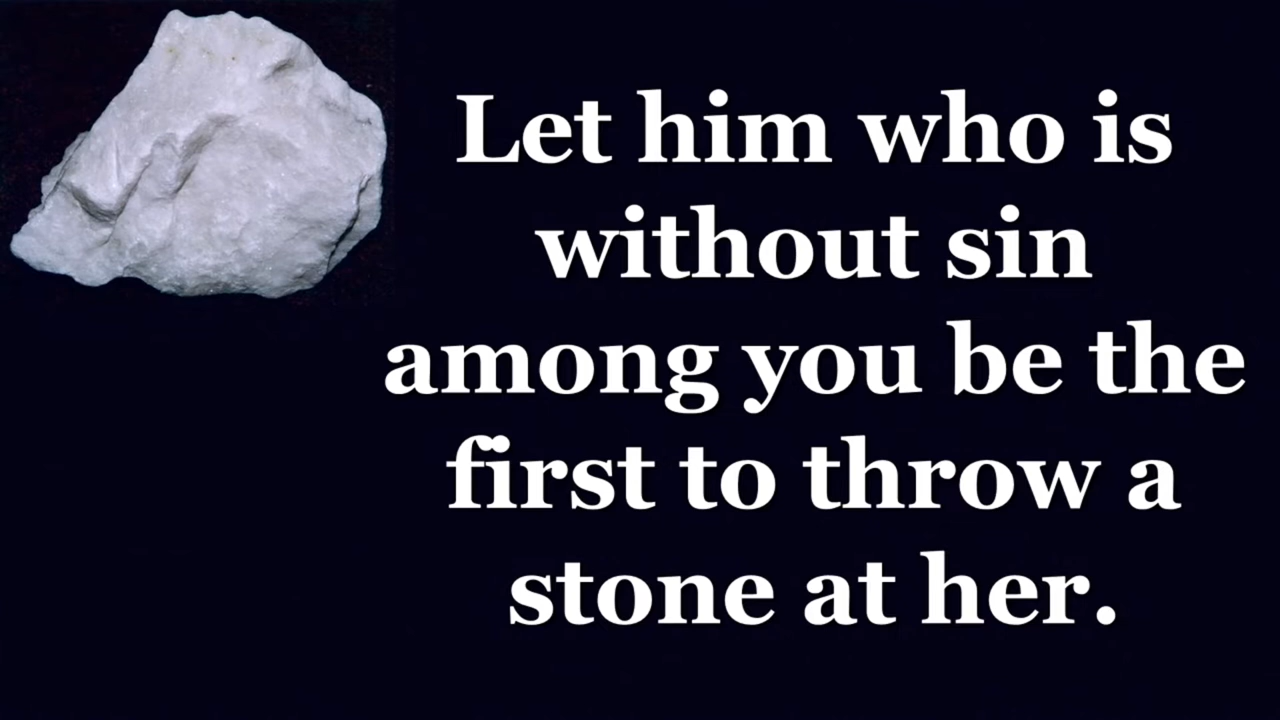 Let him who is
without sin
among you be the
first to throw a
stone at her.